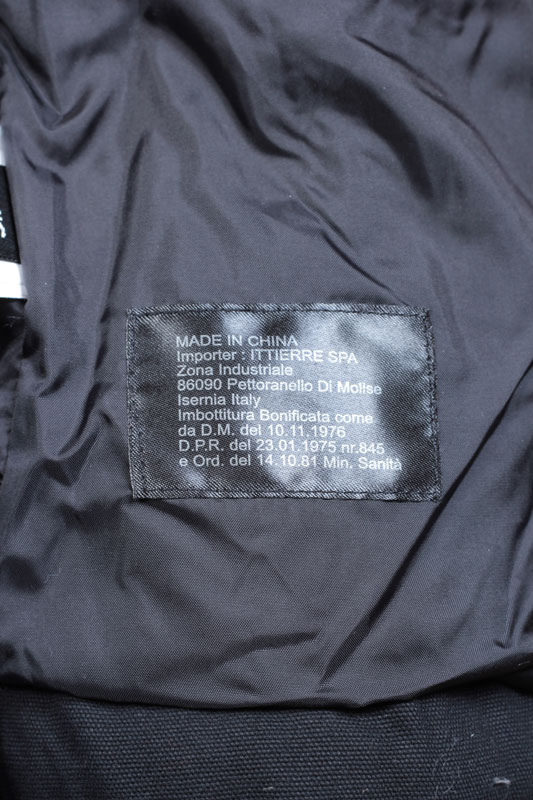 MADE IN CHINA
Importer : ITTIERRE SPA
Zona Industriale
86090 Pettoranello Di Molise
Isernia Italy
Imbottitura Bonificata come
da D.M. del 10.11.1976
D.P.R. del 23.01.1975 nr.845
e Ord. del 14.10.81 Min. Sanità